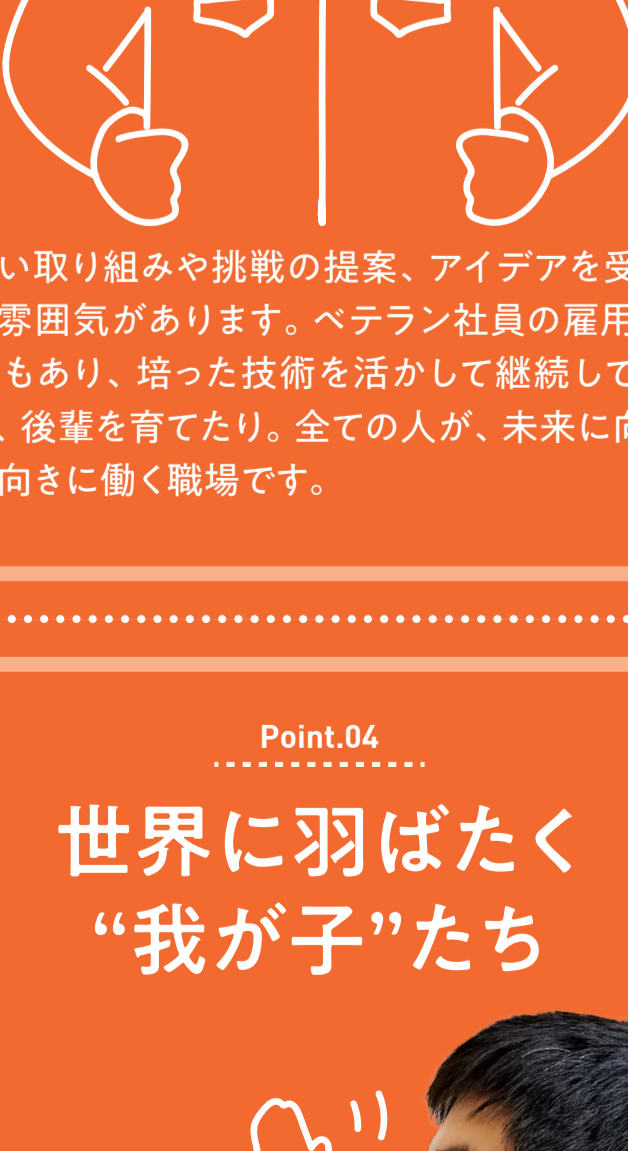 い取り組みや挑戦の提案、アイデアを受
雰囲気があります。ベテラン社員の雇用
もあり、培った技術を活かして継続して
、後輩を育てたり。全ての人が、未来に向
向きに働く職場です。
Point.04
世界に羽ばたく
“我が子”たち